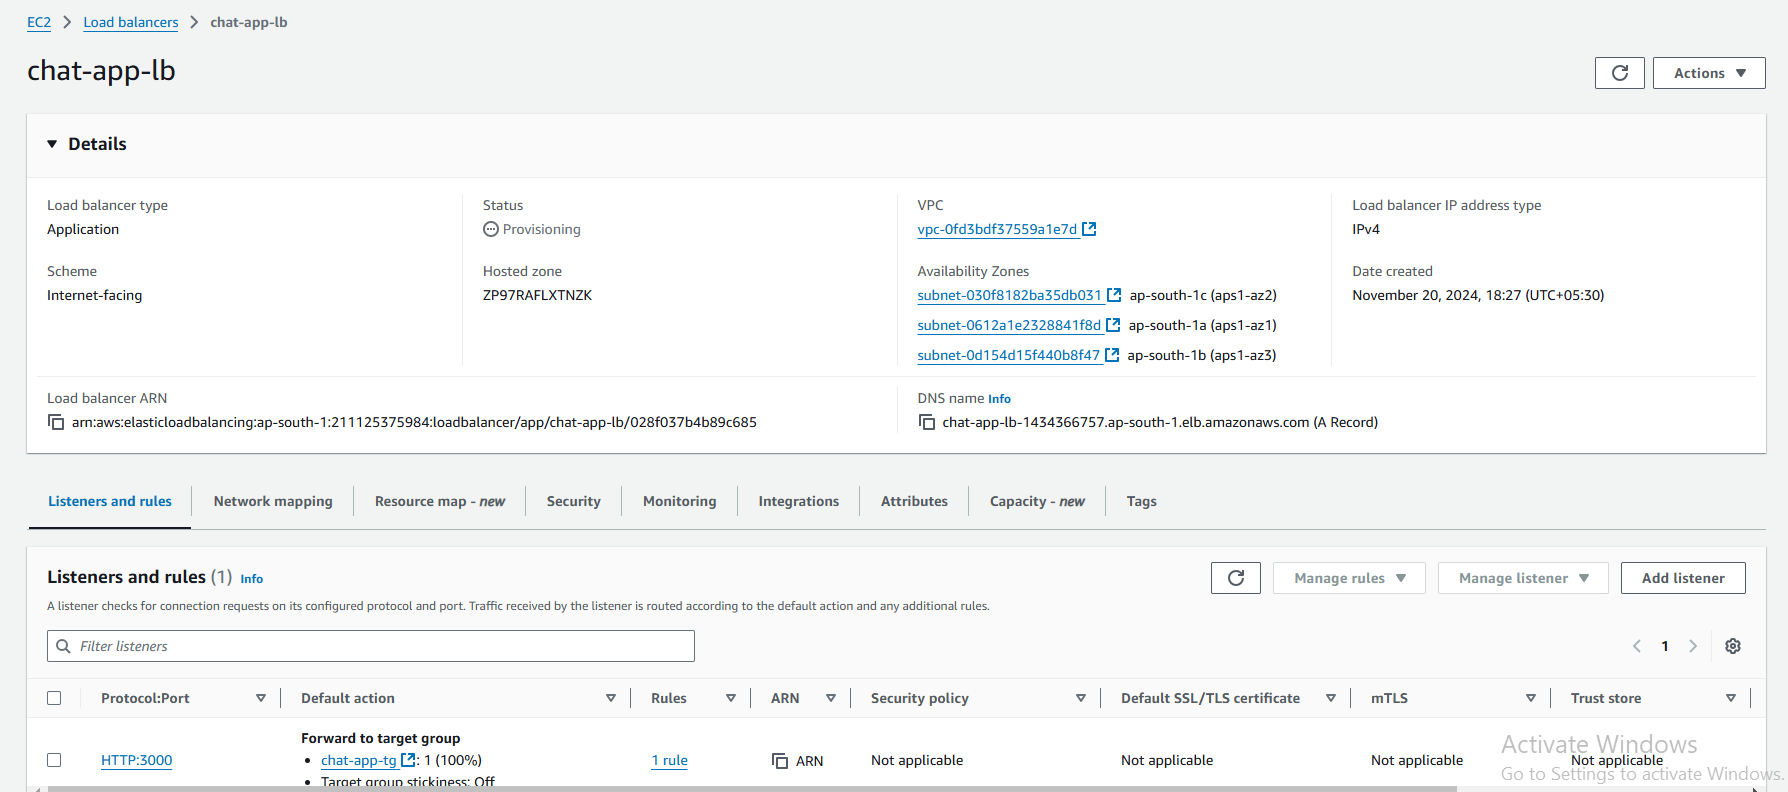 EC2 > Load balancers > chat-app-lb
chat-app-lb
Actions
Details
Load balancer type
Application
Status
Provisioning
VPC
vpc-0fd3bdf37559a1e7d
Load balancer IP address type
IPv4
Scheme
Internet-facing
Hosted zone
ZP97RAFLXTNZK
Availability Zones
subnet-030f8182ba35db031 ap-south-1c (aps1-az2)
subnet-0612a1e2328841f8d ap-south-1a (aps1-az1)
subnet-0d154d15f440b8f47 ap-south-1b (aps1-az3)
Date created
November 20, 2024, 18:27 (UTC+05:30)
Load balancer ARN
arn:aws:elasticloadbalancing:ap-south-1:211125375984:loadbalancer/app/chat-app-lb/028f037b4b89c685
DNS name Info
chat-app-lb-1434366757.ap-south-1.elb.amazonaws.com (A Record)
Listeners and rules Network mapping Resource map - new Security Monitoring Integrations Attributes Capacity - new Tags
Listeners and rules (1) Info
Manage rules Manage listener Add listener
A listener checks for connection requests on its configured protocol and port. Traffic received by the listener is routed according to the default action and any additional rules.
Filter listeners
1
Protocol:Port Default action Rules ARN Security policy Default SSL/TLS certificate mTLS Trust store
HTTP:3000
Forward to target group
• chat-app-tg : 1 (100%)
• Target group stickiness: Off
1 rule
ARN
Not applicable
Not applicable
Not applicable
Not applicable
Activate Windows
Go to Settings to activate Windows.